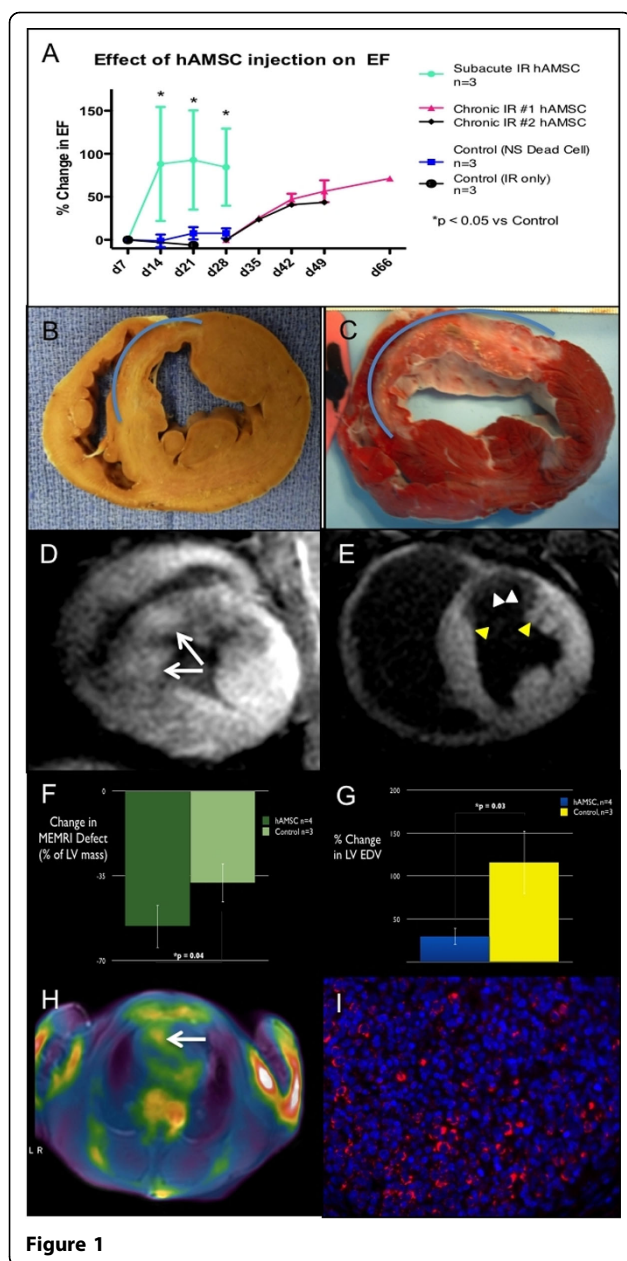 A
Effect of hAMSC injection on EF
% Change in EF
150
100
50
0
d7
d14
d21
d28
d35
d42
d49
d66
*
*
*
Subacute IR hAMSC
n=3
Chronic IR #1 hAMSC
Chronic IR #2 hAMSC
Control (NS Dead Cell)
n=3
Control (IR only)
n=3
*p < 0.05 vs Control
B
C
D
E
F
Change in
MEMRI Defect
(% of LV mass)
0
-35
-70
hAMSC n=4
Control n=3
*p = 0.04
G
% Change
in LV EDV
200
150
100
50
hAMSC, n=4
Control, n=3
*p = 0.03
H
L R
I
Figure 1